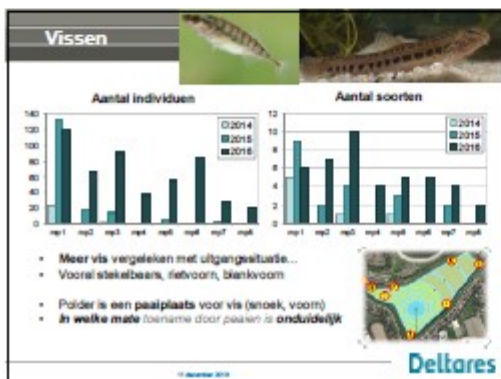 Vissen
Aantal individuen
Aantal soorten
140
120
100
80
60
40
20
0
2014
2015
2016
12
10
8
6
4
2
0
2014
2015
2016
mp1 mp2 mp3 mp4 mp5 mp6 mp7 mp8
mp1 mp2 mp3 mp4 mp5 mp6 mp7 mp8
Meer vis vergeleken met uitgangssituatie...
Vooral stekelbaars, rietvoorn, blankvoorn
Polder is een paaiplaats voor vis (snoek, voorn)
In welke mate toename door paaien is onduidelijk
Deltares